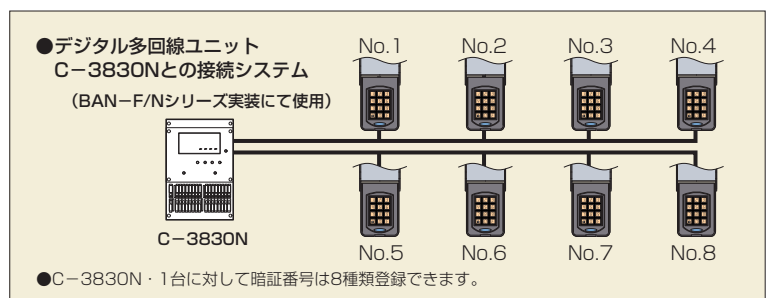 ●デジタル多回線ユニット
C－3830Nとの接続システム
（BAN－F/Nシリーズ実装にて使用）
No.1 No.2 No.3 No.4
C－3830N
No.5 No.6 No.7 No.8
●C－3830N・1台に対して暗証番号は8種類登録できます。